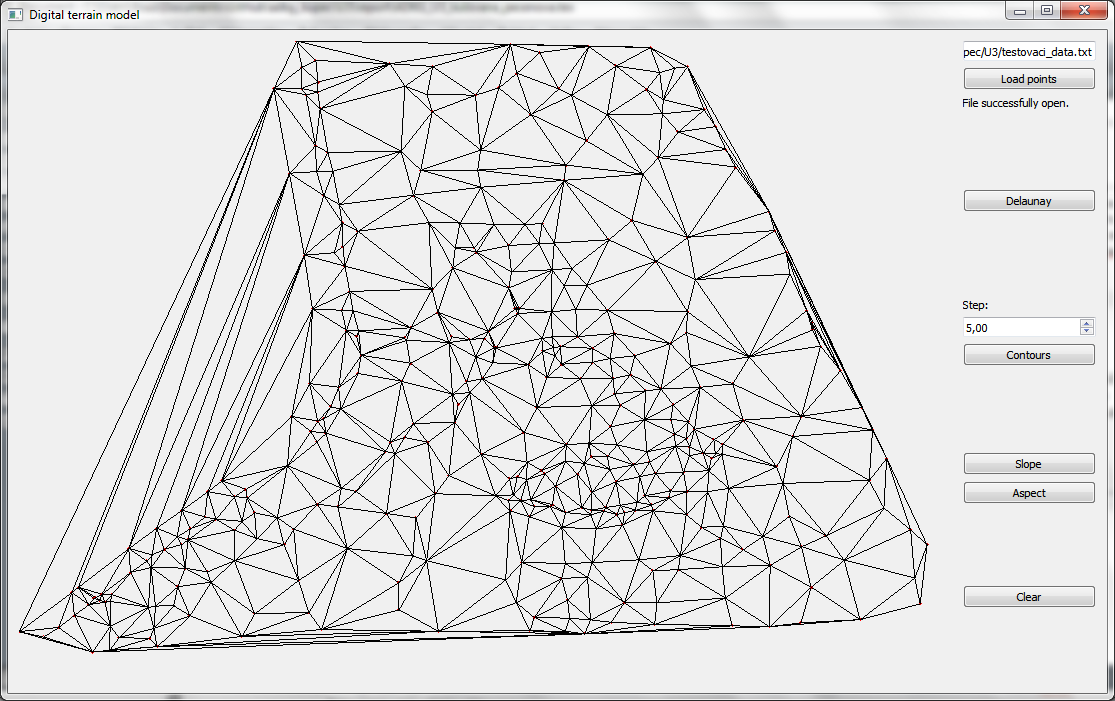 Digital terrain model
pec/U3/testovaci_data.txt
Load points
File successfully open.
Delaunay
Step:
5,00
Contours
Slope
Aspect
Clear